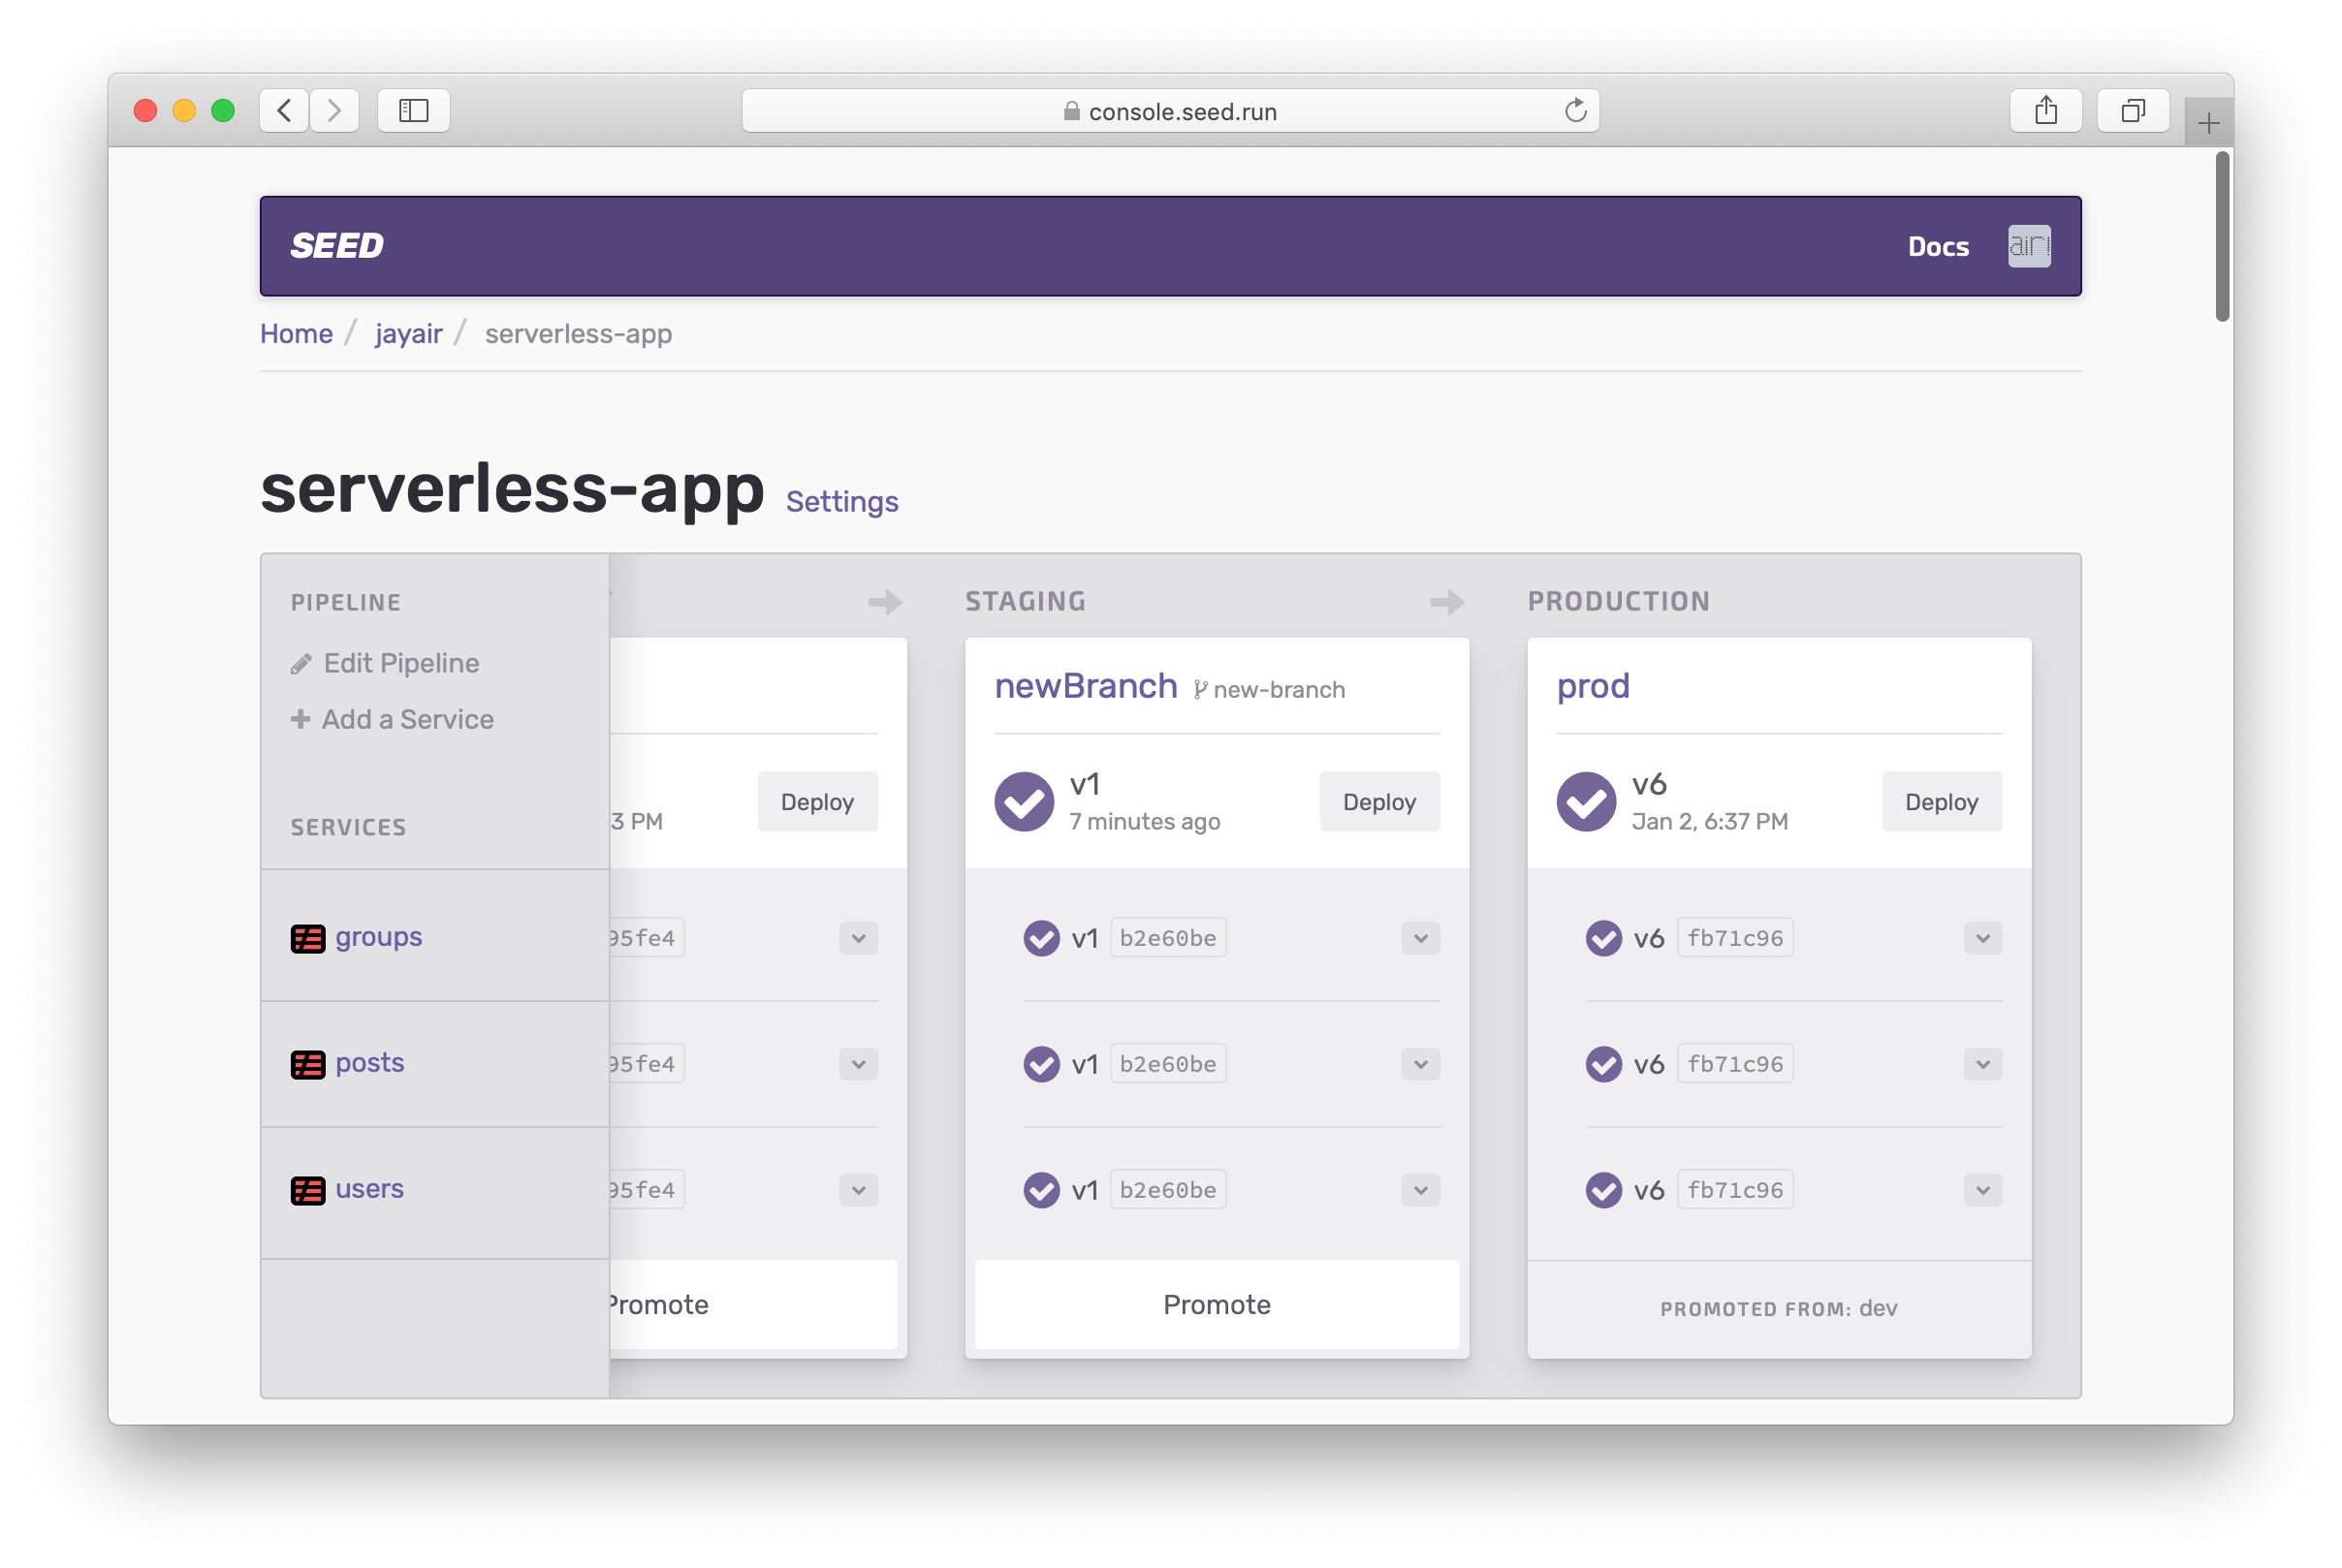 console.seed.run
SEED
Docs
Home / jayair / serverless-app
serverless-app Settings
PIPELINE
Edit Pipeline
Add a Service
SERVICES
groups
posts
users
3 PM
Deploy
95fe4
95fe4
95fe4
Promote
STAGING
newBranch new-branch
v1
7 minutes ago
Deploy
v1 b2e60be
v1 b2e60be
v1 b2e60be
Promote
PRODUCTION
prod
v6
Jan 2, 6:37 PM
Deploy
v6 fb71c96
v6 fb71c96
v6 fb71c96
PROMOTED FROM: dev